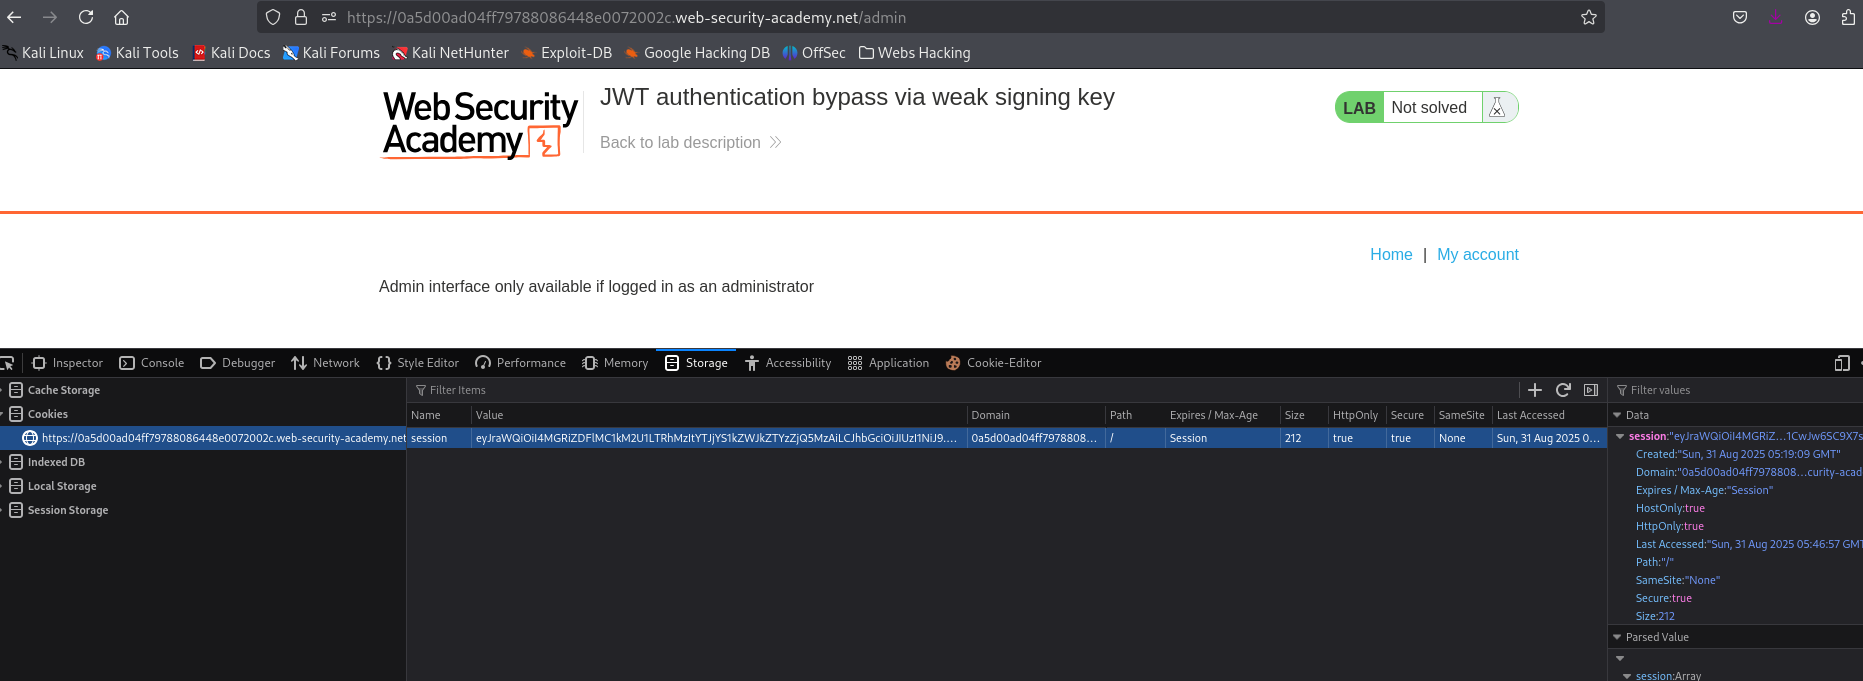 https://0a5d00ad04ff79788086448e0072002c.web-security-academy.net/admin
Kali Linux Kali Tools Kali Docs Kali Forums Kali NetHunter Exploit-DB Google Hacking DB OffSec Webs Hacking
Web Security
Academy
JWT authentication bypass via weak signing key
Back to lab description
LAB Not solved
Home | My account
Admin interface only available if logged in as an administrator
Inspector Console Debugger Network Style Editor Performance Memory Storage Accessibility Application Cookie-Editor
Cache Storage
Cookies
https://0a5d00ad04ff79788086448e0072002c.web-security-academy.net
Indexed DB
Local Storage
Session Storage
Filter Items
Name Value Domain Path Expires / Max-Age Size HttpOnly Secure SameSite Last Accessed
session 0a5d00ad04ff7978808... / Session 212 true true None Sun, 31 Aug 2025 0...
Filter values
Data
session:"eyJraWQiOiI4MGRiZ...1CwJw6SC9X7s
Created:"Sun, 31 Aug 2025 05:19:09 GMT"
Domain:"0a5d00ad04ff7978808...curity-acad
Expires / Max-Age:"Session"
HostOnly:true
HttpOnly:true
Last Accessed:"Sun, 31 Aug 2025 05:46:57 GMT
Path:"/"
SameSite:"None"
Secure:true
Size:212
Parsed Value
session:Array